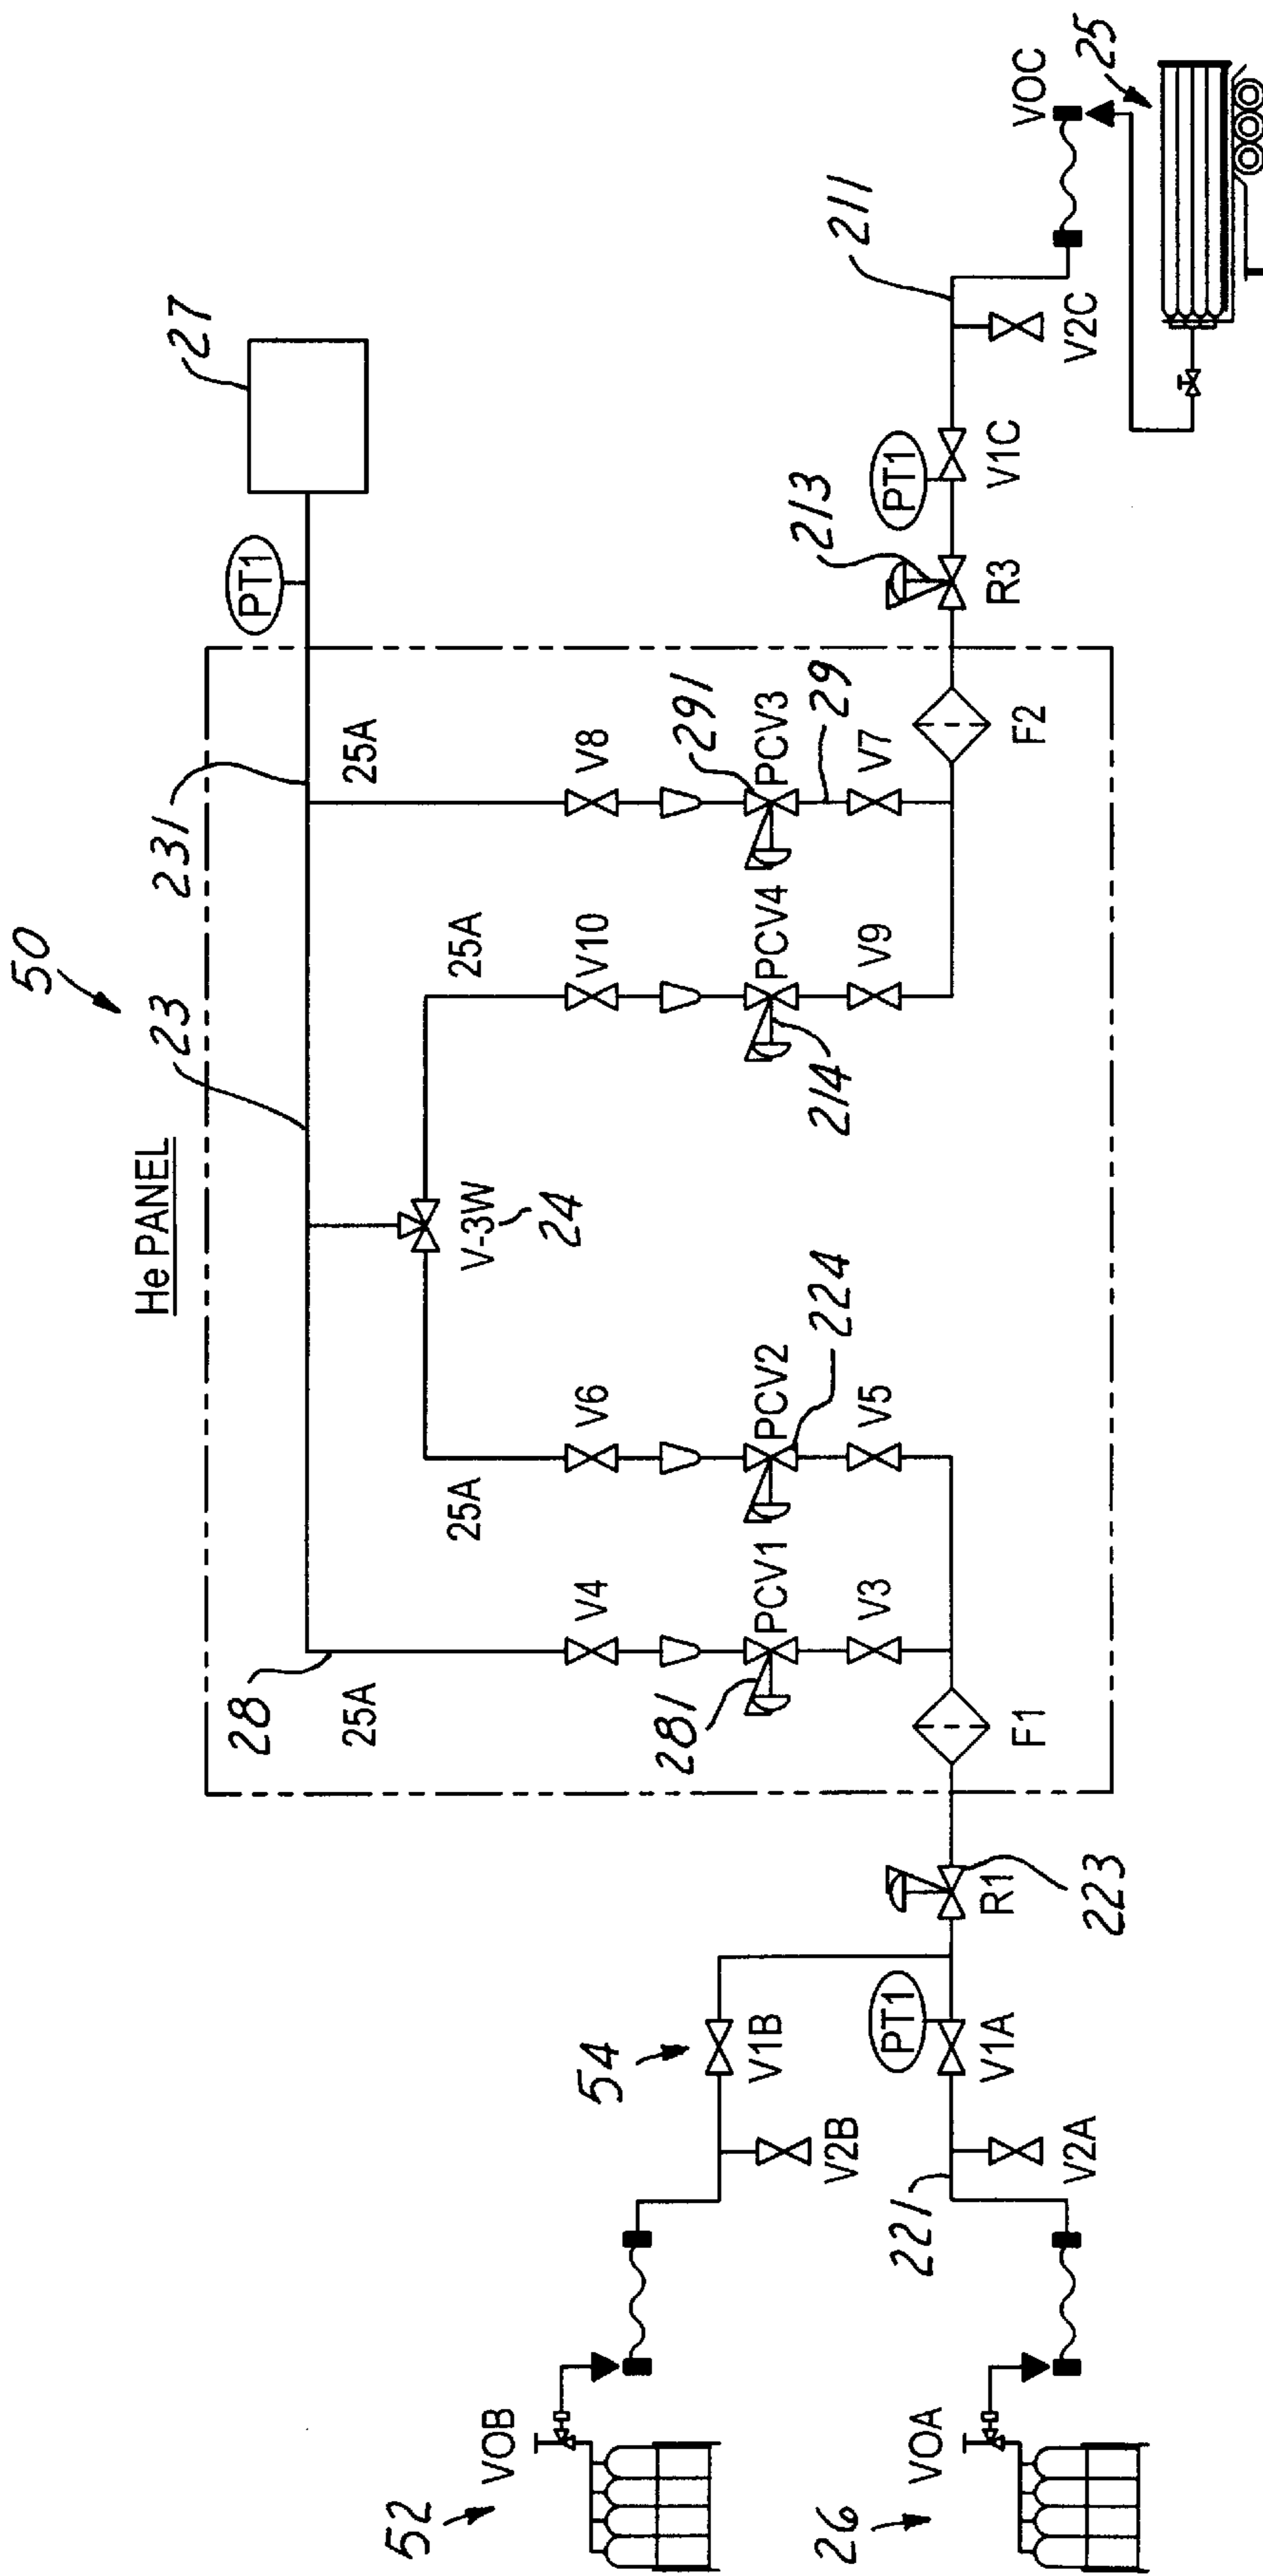 50
He PANEL
23
231
27
PT1
28
25A
25A
25A
25A
V-3W
24
V4
V6
V10
V8
PCV1
PCV2
PCV4
PCV3
281
224
214
291
29
V3
V5
V9
V7
F1
F2
R1
223
R3
213
PT1
PT1
V1A
V1C
V2C
211
VOC
25
54
V1B
V2B
221
V2A
52
VOB
26
VOA